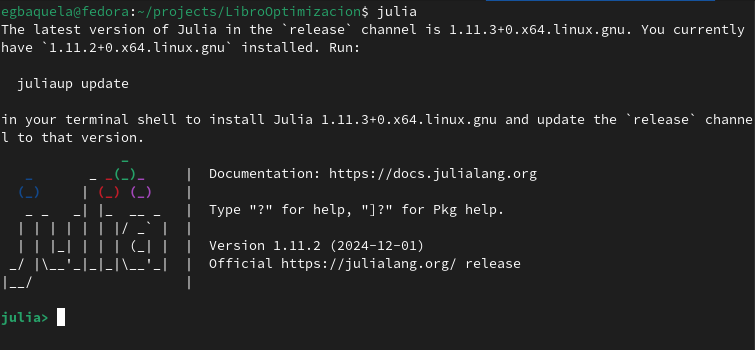 egbaquela@fedora:~/projects/LibroOptimizacion$ julia
The latest version of Julia in the `release` channel is 1.11.3+0.x64.linux.gnu. You currently
have `1.11.2+0.x64.linux.gnu` installed. Run:
  juliaup update
in your terminal shell to install Julia 1.11.3+0.x64.linux.gnu and update the `release` channe
l to that version.
               _
   _       _ _(_)_     |  Documentation: https://docs.julialang.org
  (_)     | (_) (_)    |
   _ _   _| |_  __ _   |  Type "?" for help, "]?" for Pkg help.
  | | | | | | |/ _` |  |
  | | |_| | | | (_| |  |  Version 1.11.2 (2024-12-01)
 _/ |\__'_|_|_|\__'_|  |  Official https://julialang.org/ release
|__/                   |
julia>